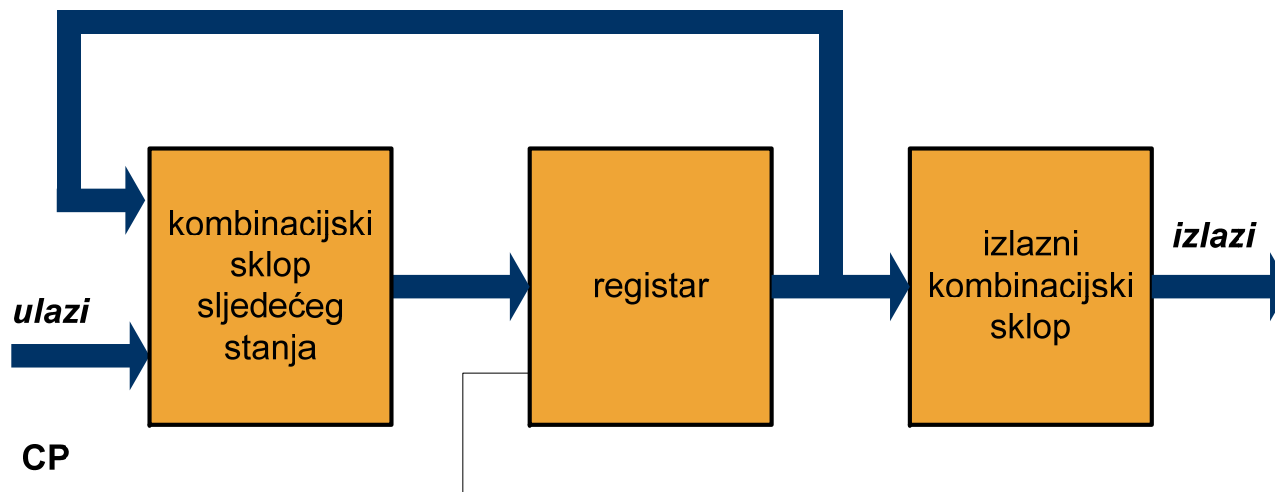 kombinacijski
sklop
sljedećeg
stanja
registar
izlazni
kombinacijski
sklop
izlazi
ulazi
CP